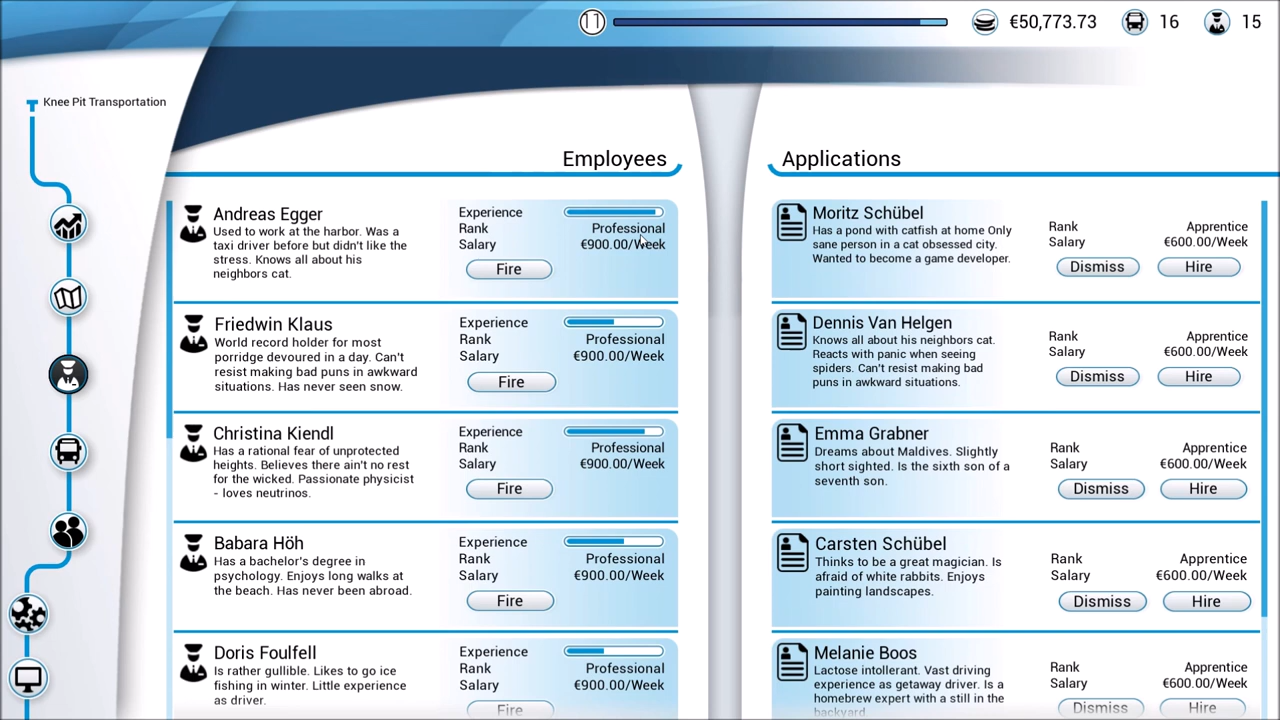 17
€50,773.73
16
15
Knee Pit Transportation
Employees
Andreas Egger
Used to work at the harbor. Was a
taxi driver before but didn't like the
stress. Knows all about his
neighbors cat.
Experience
Rank Professional
Salary €900.00/Week
Fire
Friedwin Klaus
World record holder for most
porridge devoured in a day. Can't
resist making bad puns in awkward
situations. Has never seen snow.
Experience
Rank Professional
Salary €900.00/Week
Fire
Christina Kiendl
Has a rational fear of unprotected
heights. Believes there ain't no rest
for the wicked. Passionate physicist
- loves neutrinos.
Experience
Rank Professional
Salary €900.00/Week
Fire
Babara Höh
Has a bachelor's degree in
psychology. Enjoys long walks at
the beach. Has never been abroad.
Experience
Rank Professional
Salary €900.00/Week
Fire
Doris Foulfell
Is rather gullible. Likes to go ice
fishing in winter. Little experience
as driver.
Experience
Rank Professional
Salary €900.00/Week
Fire
Applications
Moritz Schübel
Has a pond with catfish at home Only
sane person in a cat obsessed city.
Wanted to become a game developer.
Rank Apprentice
Salary €600.00/Week
Dismiss Hire
Dennis Van Helgen
Knows all about his neighbors cat.
Reacts with panic when seeing
spiders. Can't resist making bad
puns in awkward situations.
Rank Apprentice
Salary €600.00/Week
Dismiss Hire
Emma Grabner
Dreams about Maldives. Slightly
short sighted. Is the sixth son of a
seventh son.
Rank Apprentice
Salary €600.00/Week
Dismiss Hire
Carsten Schübel
Thinks to be a great magician. Is
afraid of white rabbits. Enjoys
painting landscapes.
Rank Apprentice
Salary €600.00/Week
Dismiss Hire
Melanie Boos
Lactose intollerant. Vast driving
experience as getaway driver. Is a
homebrew expert with a still in the
backyard.
Rank Apprentice
Salary €600.00/Week
Dismiss Hire